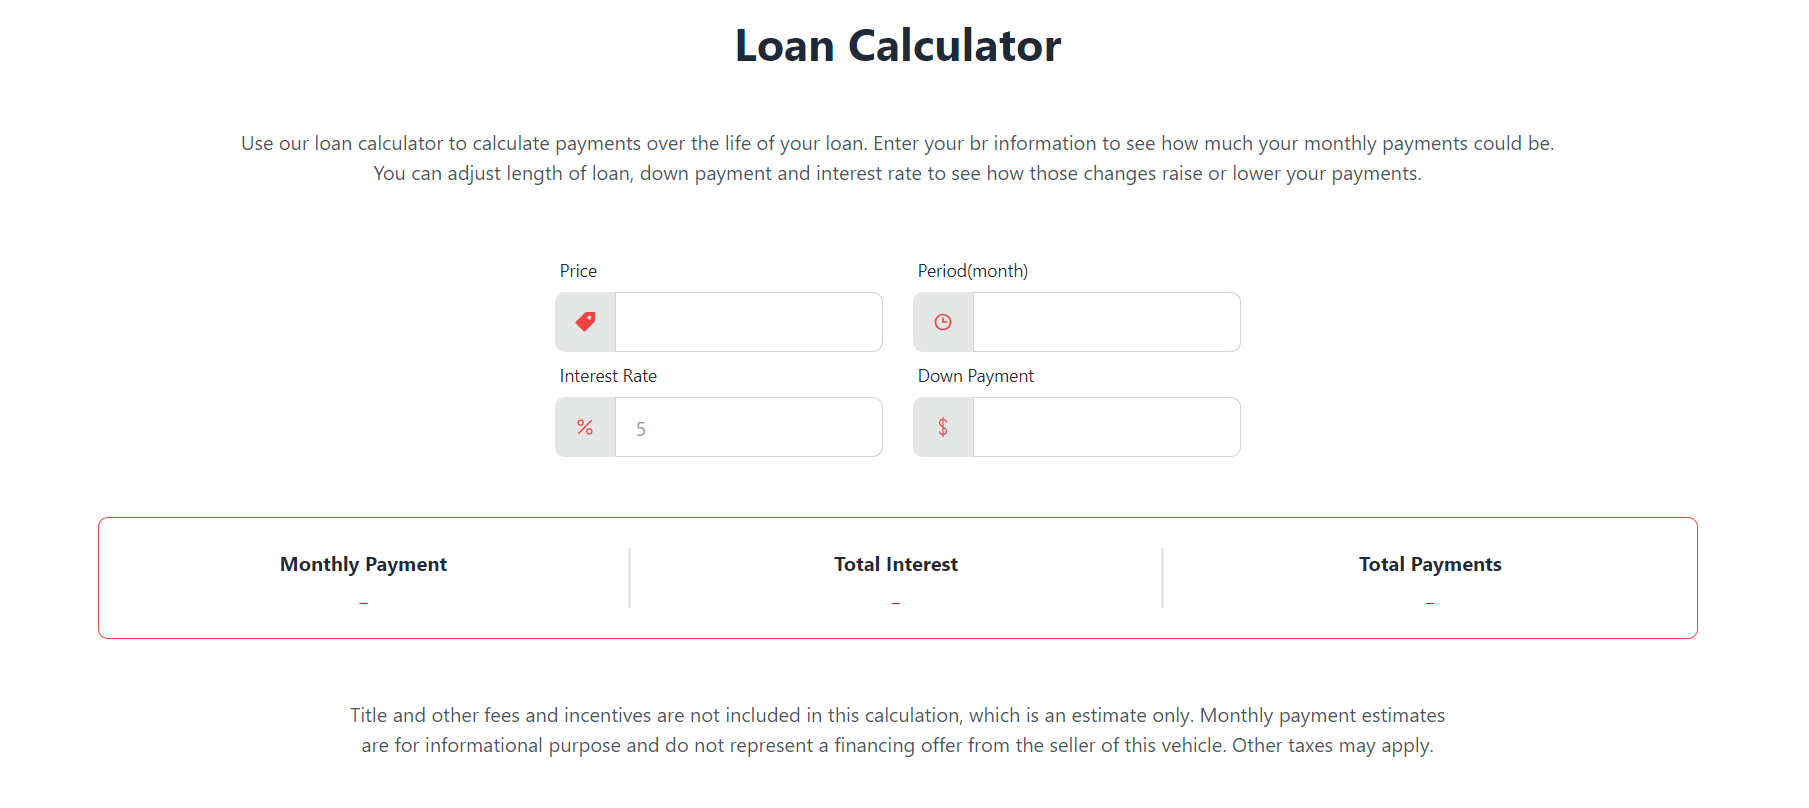 Loan Calculator
Use our loan calculator to calculate payments over the life of your loan. Enter your br information to see how much your monthly payments could be.
You can adjust length of loan, down payment and interest rate to see how those changes raise or lower your payments.
Price
Period(month)
Interest Rate
Down Payment
%
5
$
Monthly Payment
Total Interest
Total Payments
–
–
–
Title and other fees and incentives are not included in this calculation, which is an estimate only. Monthly payment estimates
are for informational purpose and do not represent a financing offer from the seller of this vehicle. Other taxes may apply.